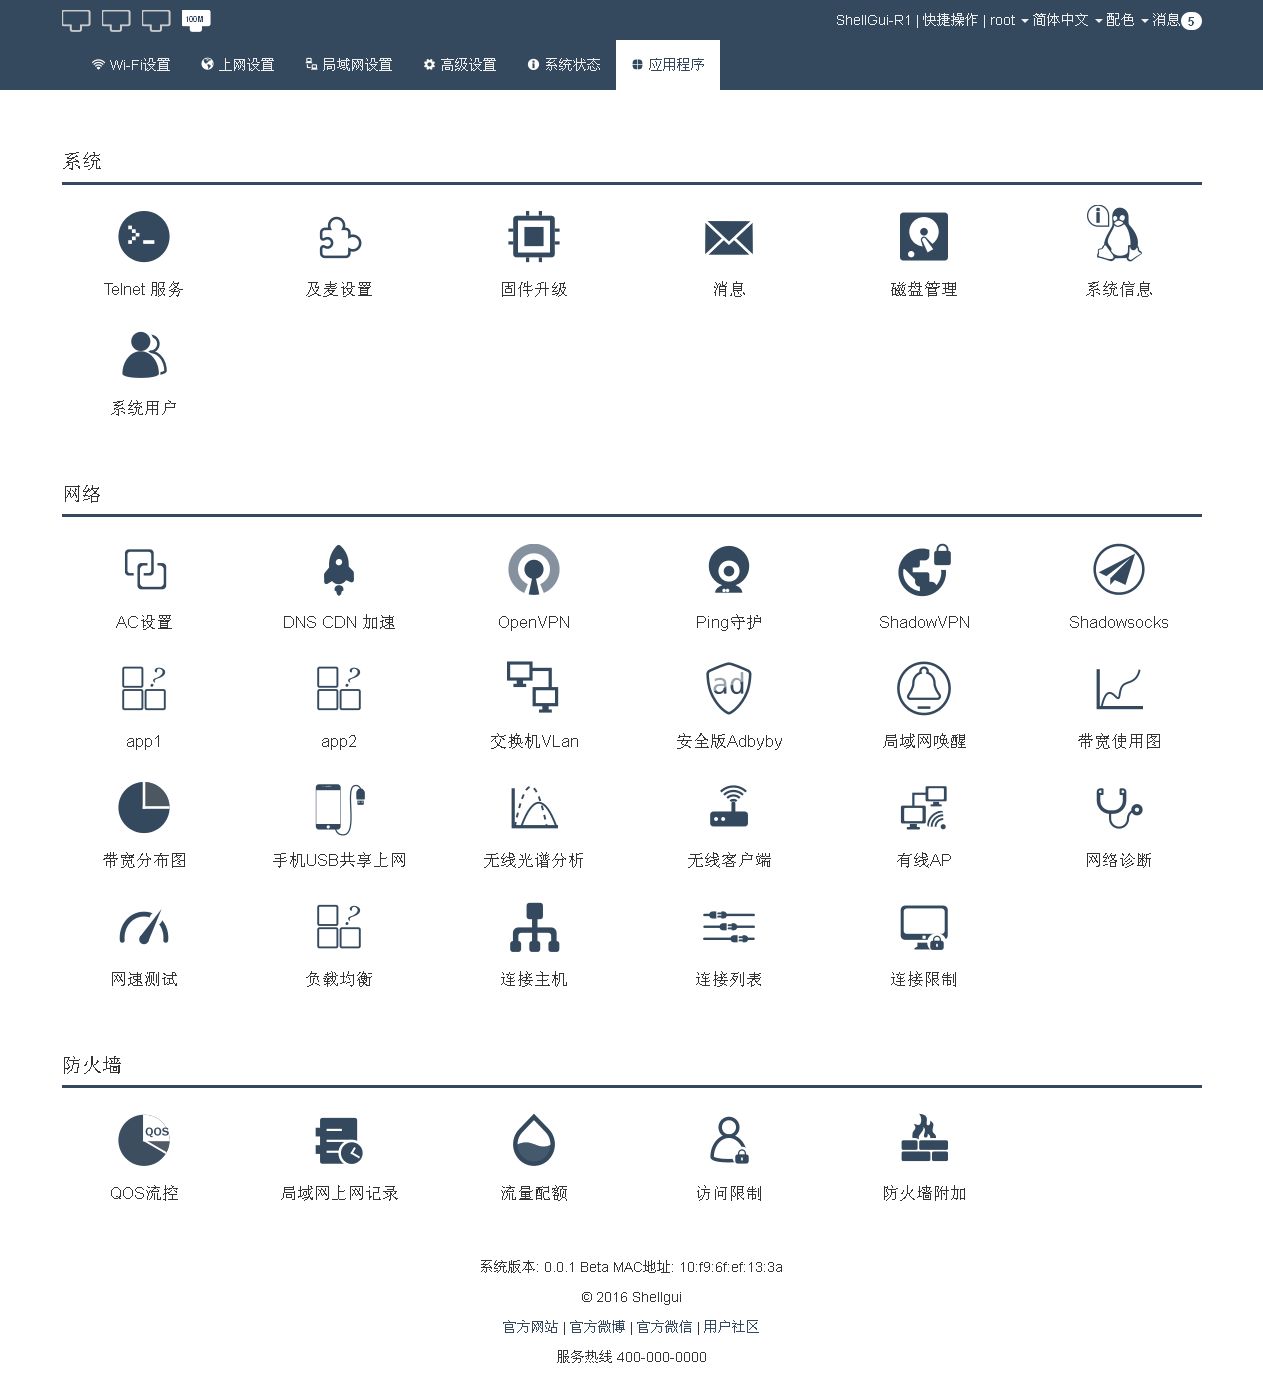 100M
ShellGui-R1 | 快捷操作 | root 简体中文 配色 消息 5
Wi-Fi设置 上网设置 局域网设置 高级设置 系统状态 应用程序
系统
Telnet 服务 及麦设置 固件升级 消息 磁盘管理 系统信息
系统用户
网络
AC设置 DNS CDN 加速 OpenVPN Ping守护 ShadowVPN Shadowsocks
? ? ad
app1 app2 交换机VLan 安全版Adbyby 局域网唤醒 带宽使用图
带宽分布图 手机USB共享上网 无线光谱分析 无线客户端 有线AP 网络诊断
?
网速测试 负载均衡 连接主机 连接列表 连接限制
防火墙
QOS
QOS流控 局域网上网记录 流量配额 访问限制 防火墙附加
系统版本: 0.0.1 Beta MAC地址: 10:f9:6f:ef:13:3a
© 2016 Shellgui
官方网站 | 官方微博 | 官方微信 | 用户社区
服务热线 400-000-0000